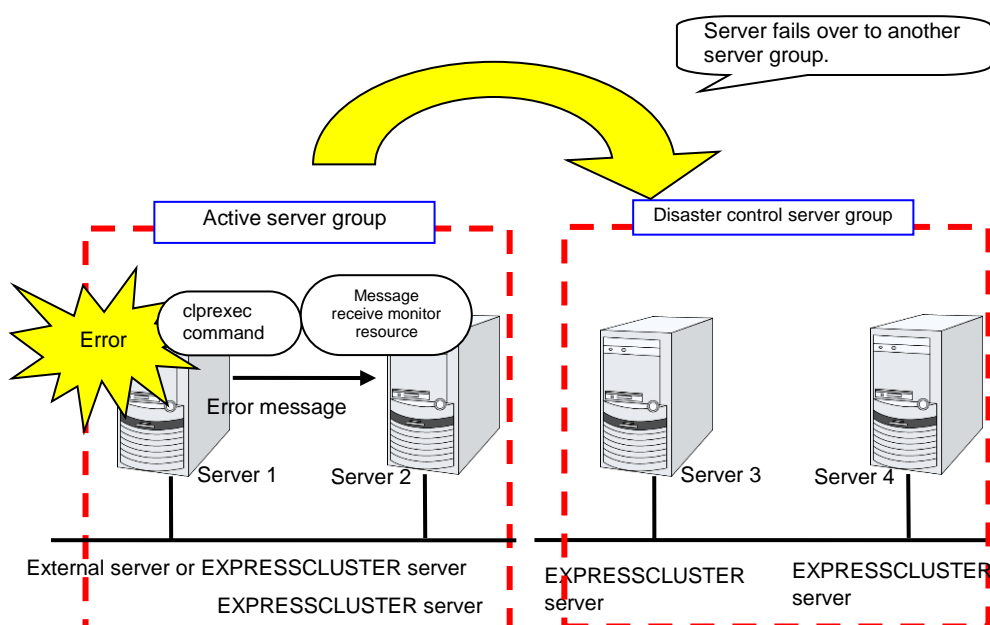 Server fails over to another
server group.
Active server group
Disaster control server group
Error
clprexec
command
Message
receive monitor
resource
Error message
Server 1
Server 2
Server 3
Server 4
External server or EXPRESSCLUSTER server
EXPRESSCLUSTER server
EXPRESSCLUSTER
server
EXPRESSCLUSTER
server